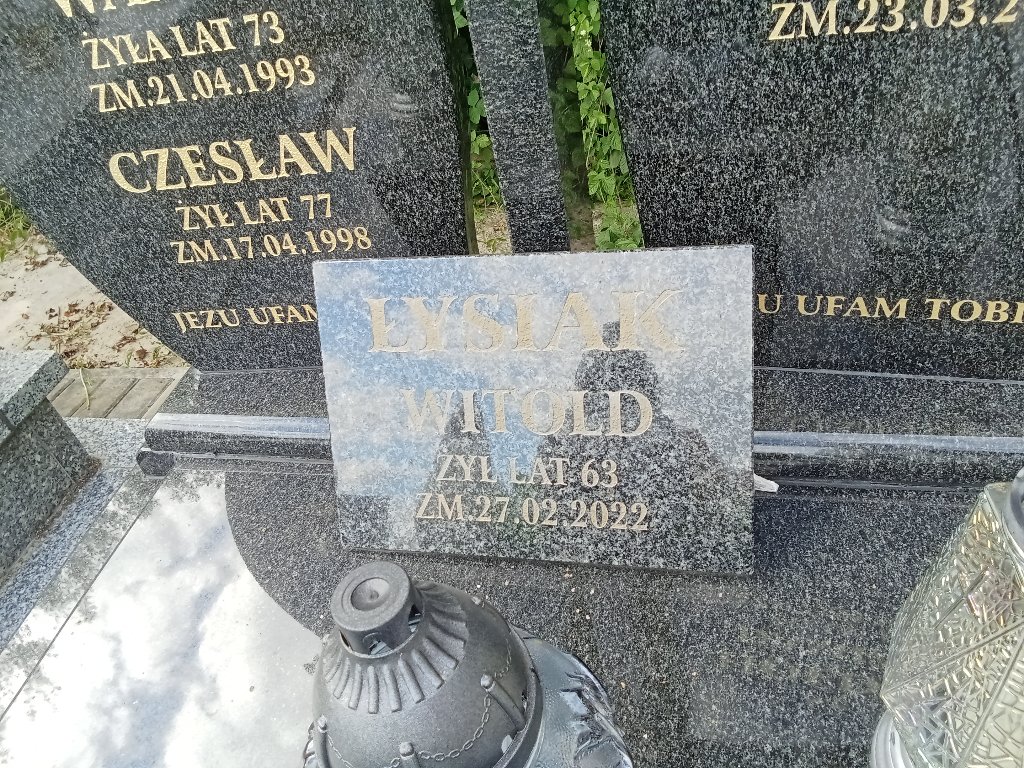 ŻYŁA LAT 73
ZM.21.04.1993
CZESŁAW
ŻYŁ LAT 77
ZM.17.04.1998
JEZU UFAM
ZM.23.03.2
U UFAM TOBI
ŁYSIAK
WITOLD
ŻYŁ LAT 63
ZM.27.02.2022